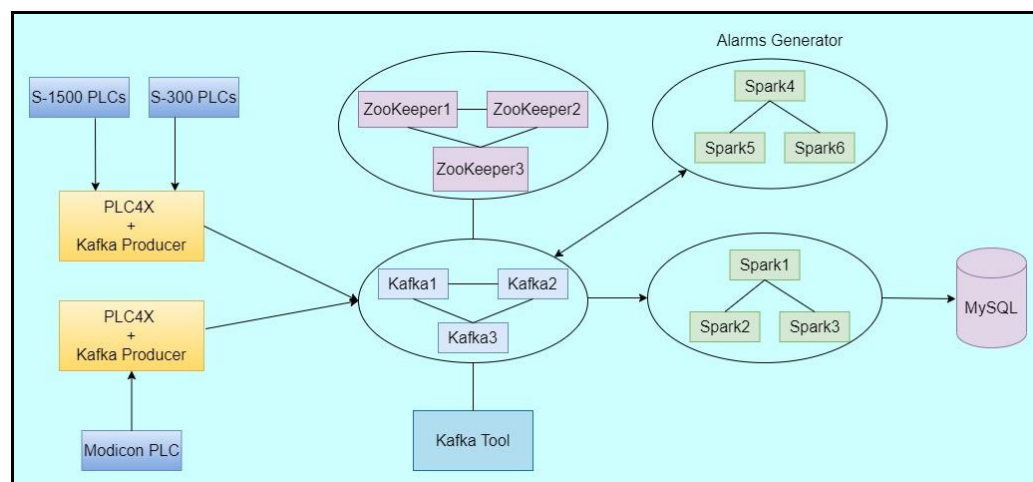 Alarms Generator
S-1500 PLCs
S-300 PLCs
ZooKeeper1
ZooKeeper2
ZooKeeper3
Spark4
Spark5
Spark6
PLC4X
+
Kafka Producer
PLC4X
+
Kafka Producer
Kafka1
Kafka2
Kafka3
Spark1
Spark2
Spark3
MySQL
Modicon PLC
Kafka Tool